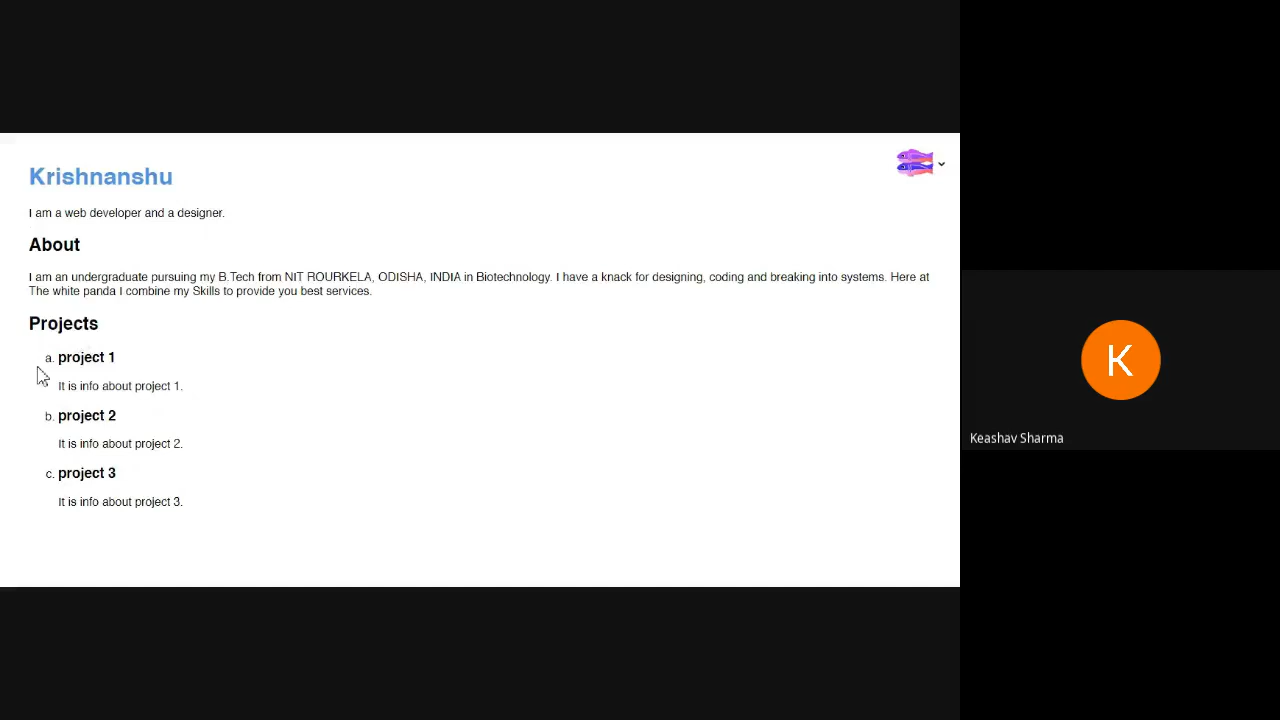 Krishnanshu
I am a web developer and a designer.
About
I am an undergraduate pursuing my B.Tech from NIT ROURKELA, ODISHA, INDIA in Biotechnology. I have a knack for designing, coding and breaking into systems. Here at
The white panda I combine my Skills to provide you best services.
Projects
a. project 1
It is info about project 1.
b. project 2
It is info about project 2.
c. project 3
It is info about project 3.
K
Keashav Sharma